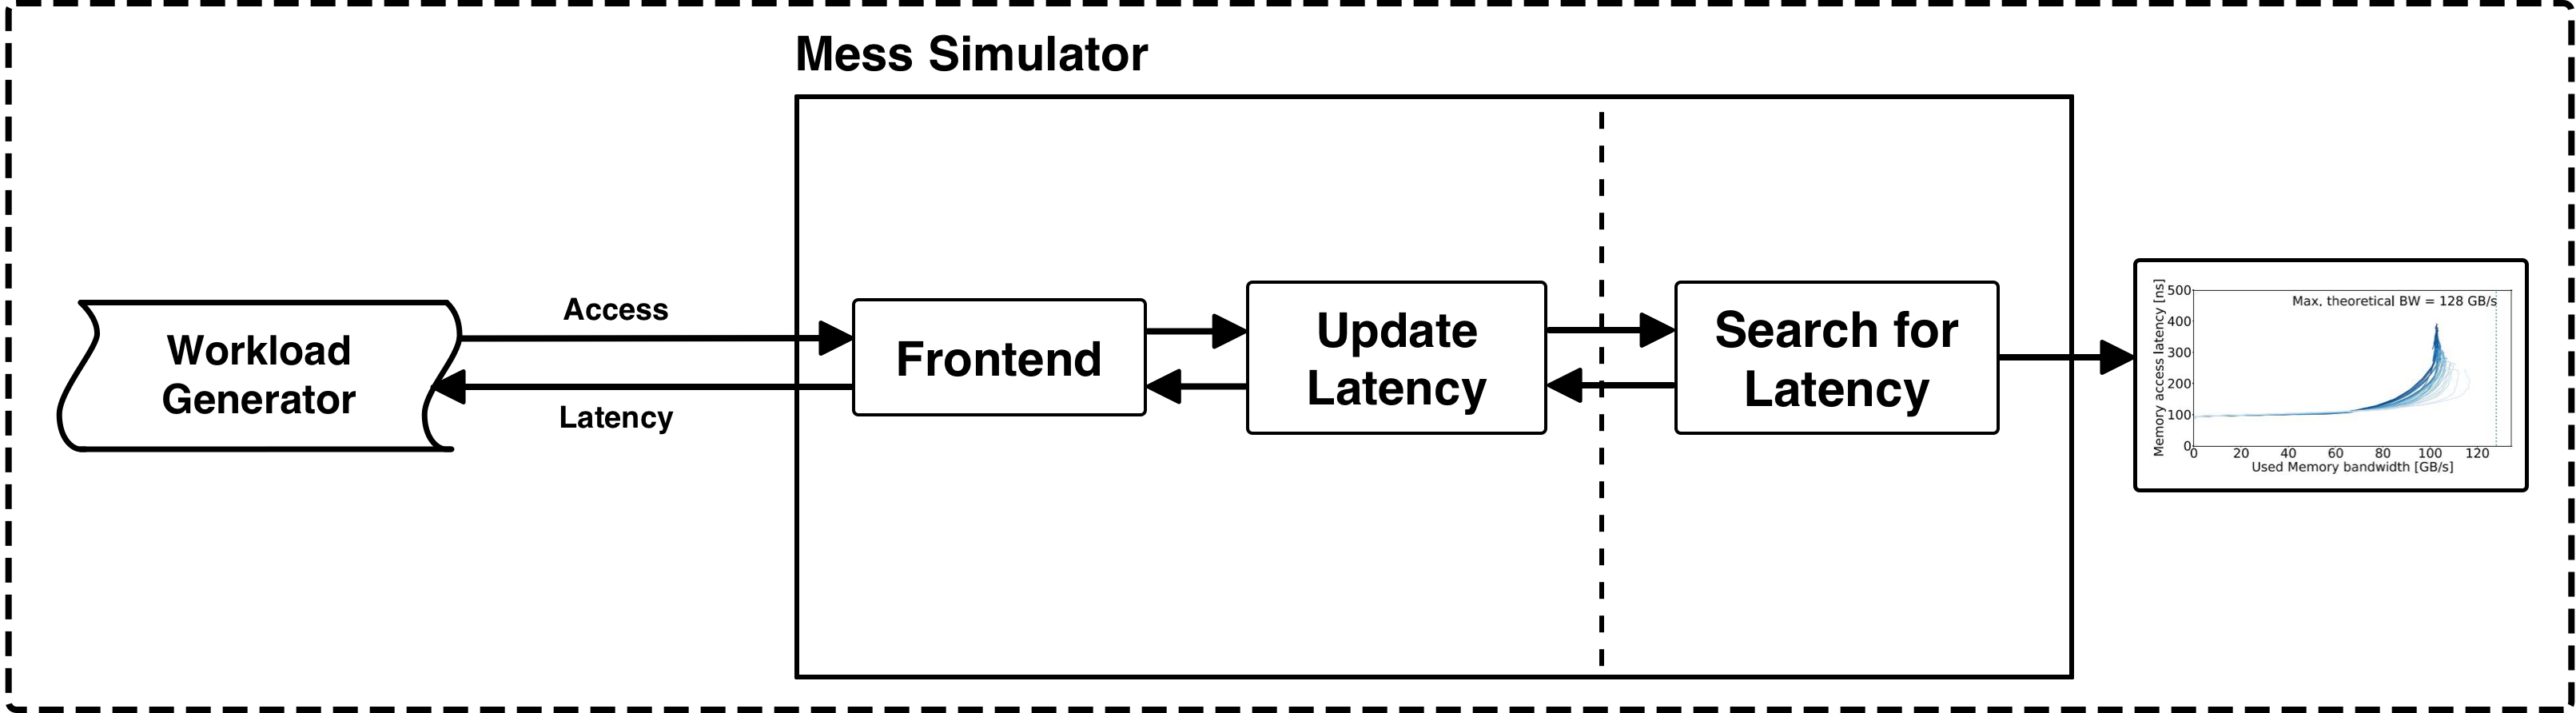 Mess Simulator
Access
Workload
Generator
Latency
Frontend
Update
Latency
Search for
Latency
Memory access latency [ns]
500
400
300
200
100
0
Max. theoretical BW = 128 GB/s
0 20 40 60 80 100 120
Used Memory bandwidth [GB/s]